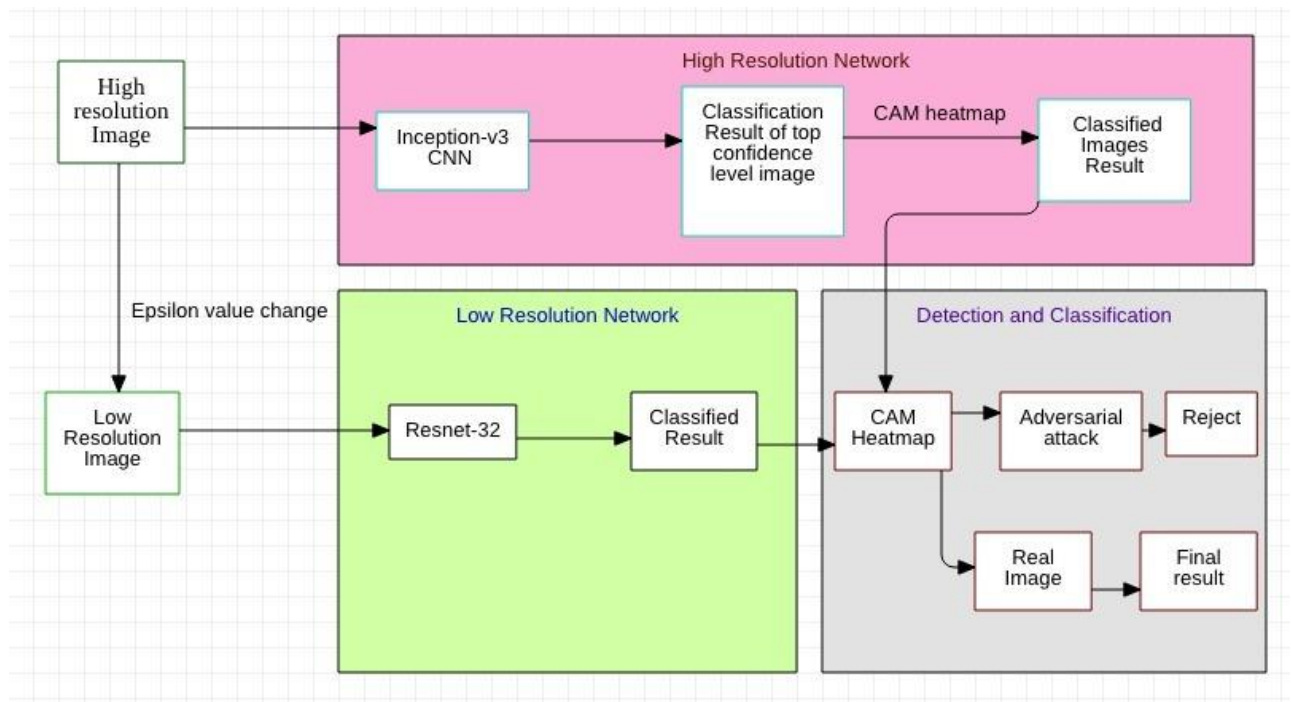 High Resolution Network
High
resolution
Image
Inception-v3
CNN
Classification
Result of top
confidence
level image
CAM heatmap
Classified
Images
Result
Epsilon value change
Low Resolution Network
Detection and Classification
Low
Resolution
Image
Resnet-32
Classified
Result
CAM
Heatmap
Adversarial
attack
Reject
Real
Image
Final
result